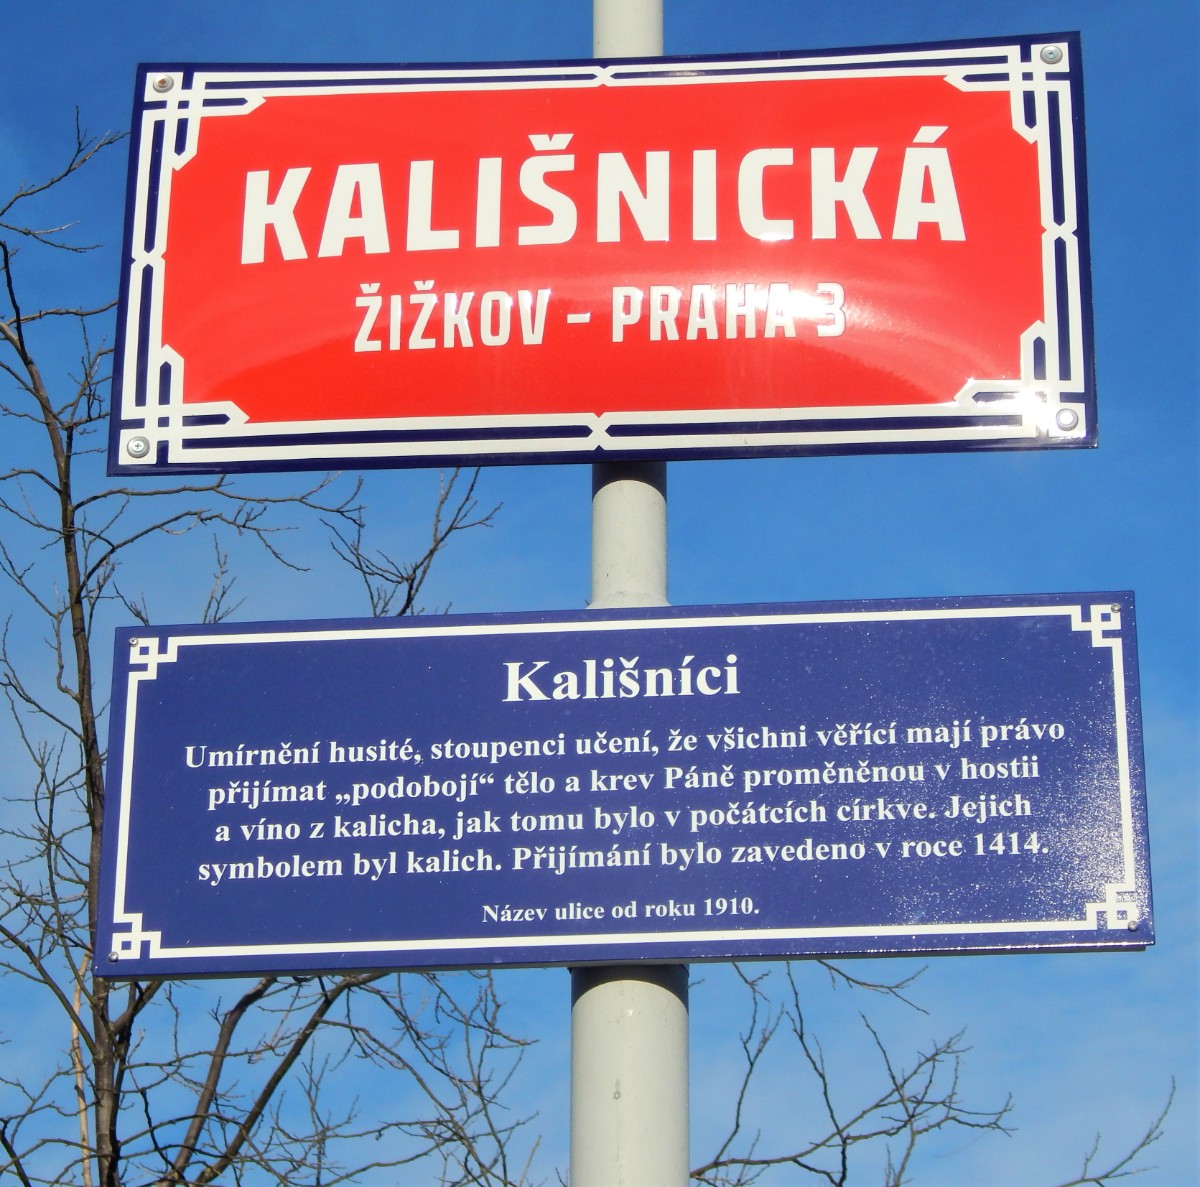 KALIŠNICKÁ
ŽIŽKOV - PRAHA 3
Kališníci
Umírnění husité, stoupenci učení, že všichni věřící mají právo
přijímat „podobojí“ tělo a krev Páně proměněnou v hostii
a víno z kalicha, jak tomu bylo v počátcích církve. Jejich
symbolem byl kalich. Přijímání bylo zavedeno v roce 1414.
Název ulice od roku 1910.